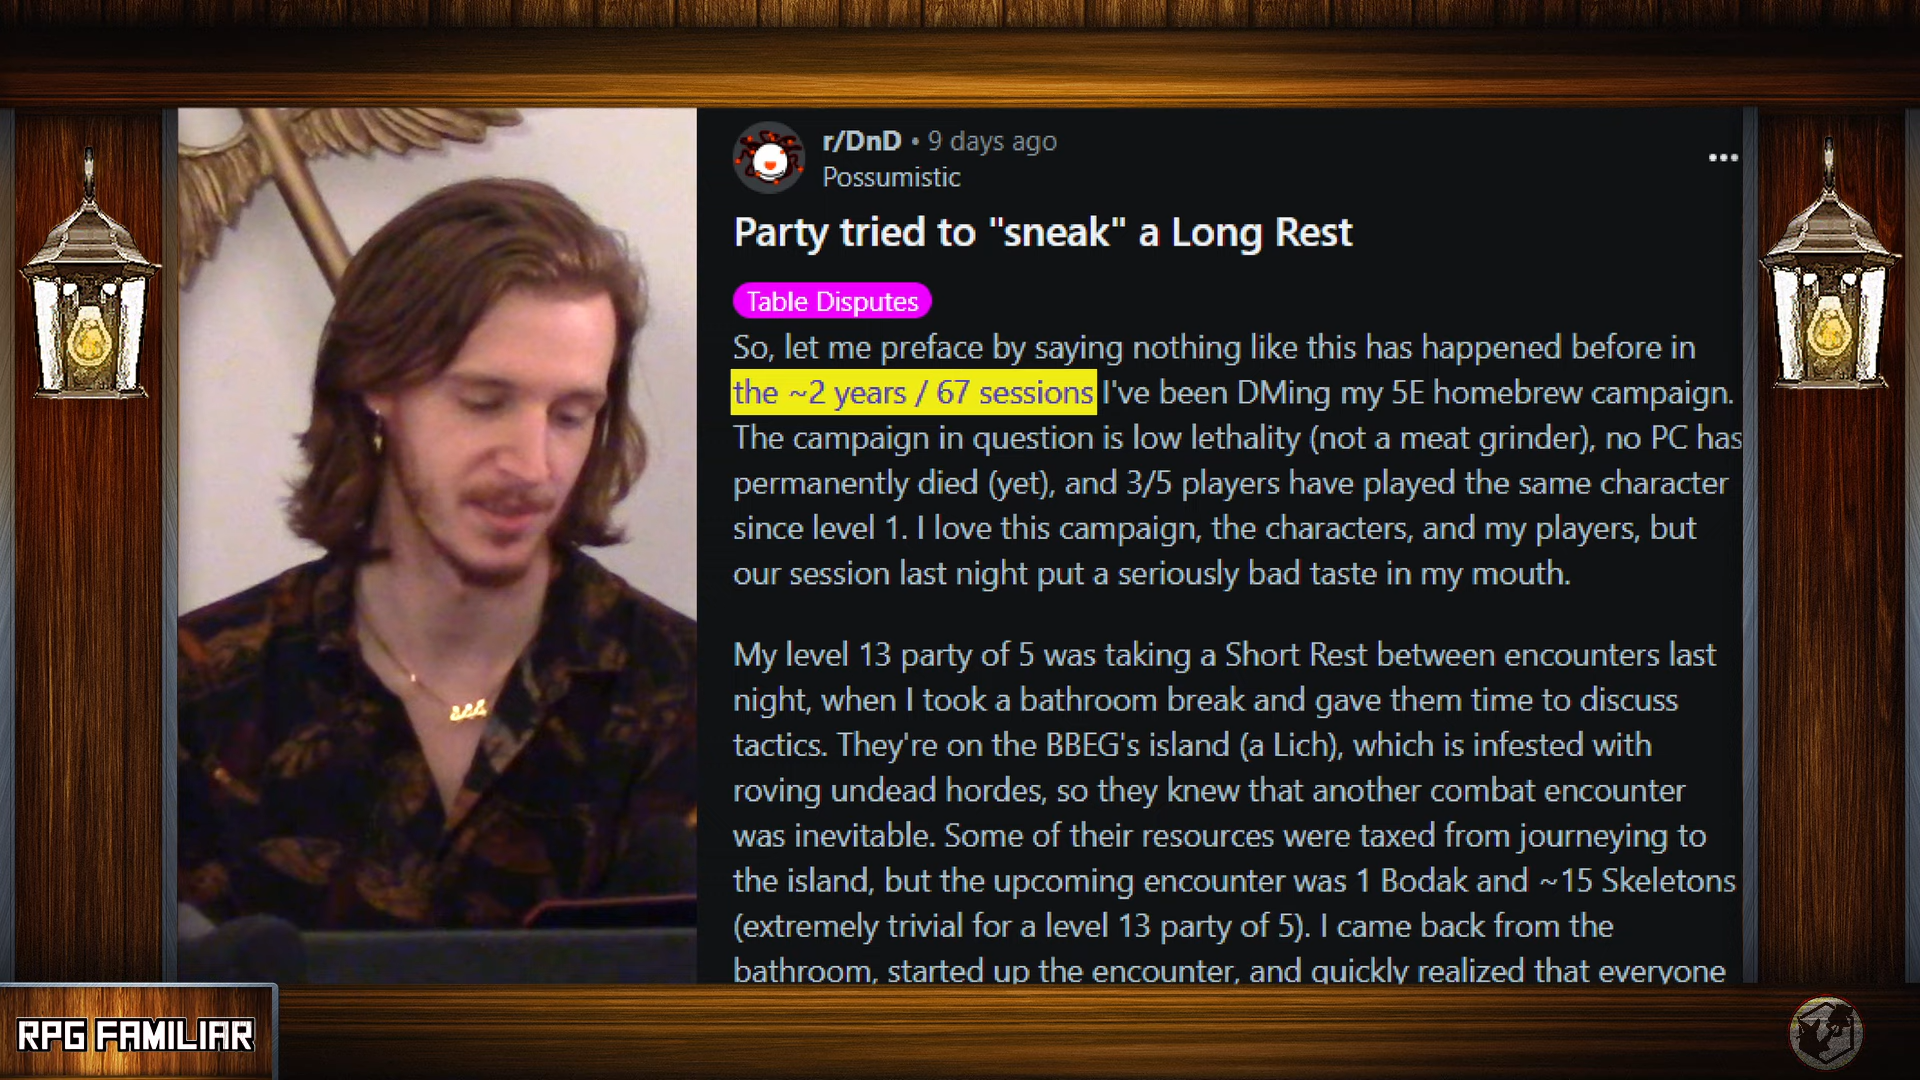 r/DnD • 9 days ago
Possumistic
Party tried to "sneak" a Long Rest
Table Disputes
So, let me preface by saying nothing like this has happened before in
the ~2 years / 67 sessions I've been DMing my 5E homebrew campaign.
The campaign in question is low lethality (not a meat grinder), no PC has
permanently died (yet), and 3/5 players have played the same character
since level 1. I love this campaign, the characters, and my players, but
our session last night put a seriously bad taste in my mouth.
My level 13 party of 5 was taking a Short Rest between encounters last
night, when I took a bathroom break and gave them time to discuss
tactics. They're on the BBEG's island (a Lich), which is infested with
roving undead hordes, so they knew that another combat encounter
was inevitable. Some of their resources were taxed from journeying to
the island, but the upcoming encounter was 1 Bodak and ~15 Skeletons
(extremely trivial for a level 13 party of 5). I came back from the
bathroom, started up the encounter, and quickly realized that everyone
RPG FAMILIAR